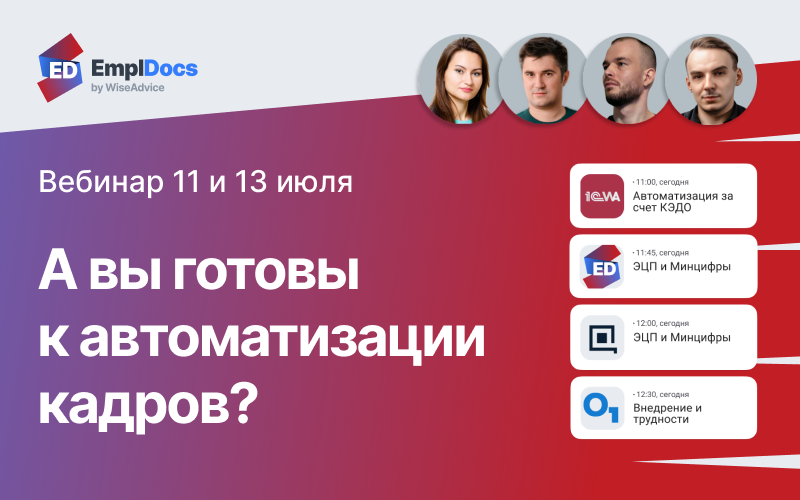 ED EmplDocs
by WiseAdvice
Вебинар 11 и 13 июля
А вы готовы
к автоматизации
кадров?
1С WA
• 11:00, сегодня
Автоматизация за
счет КЭДО
ED
• 11:45, сегодня
ЭЦП и Минцифры
• 12:00, сегодня
ЭЦП и Минцифры
• 12:30, сегодня
Внедрение и
трудности